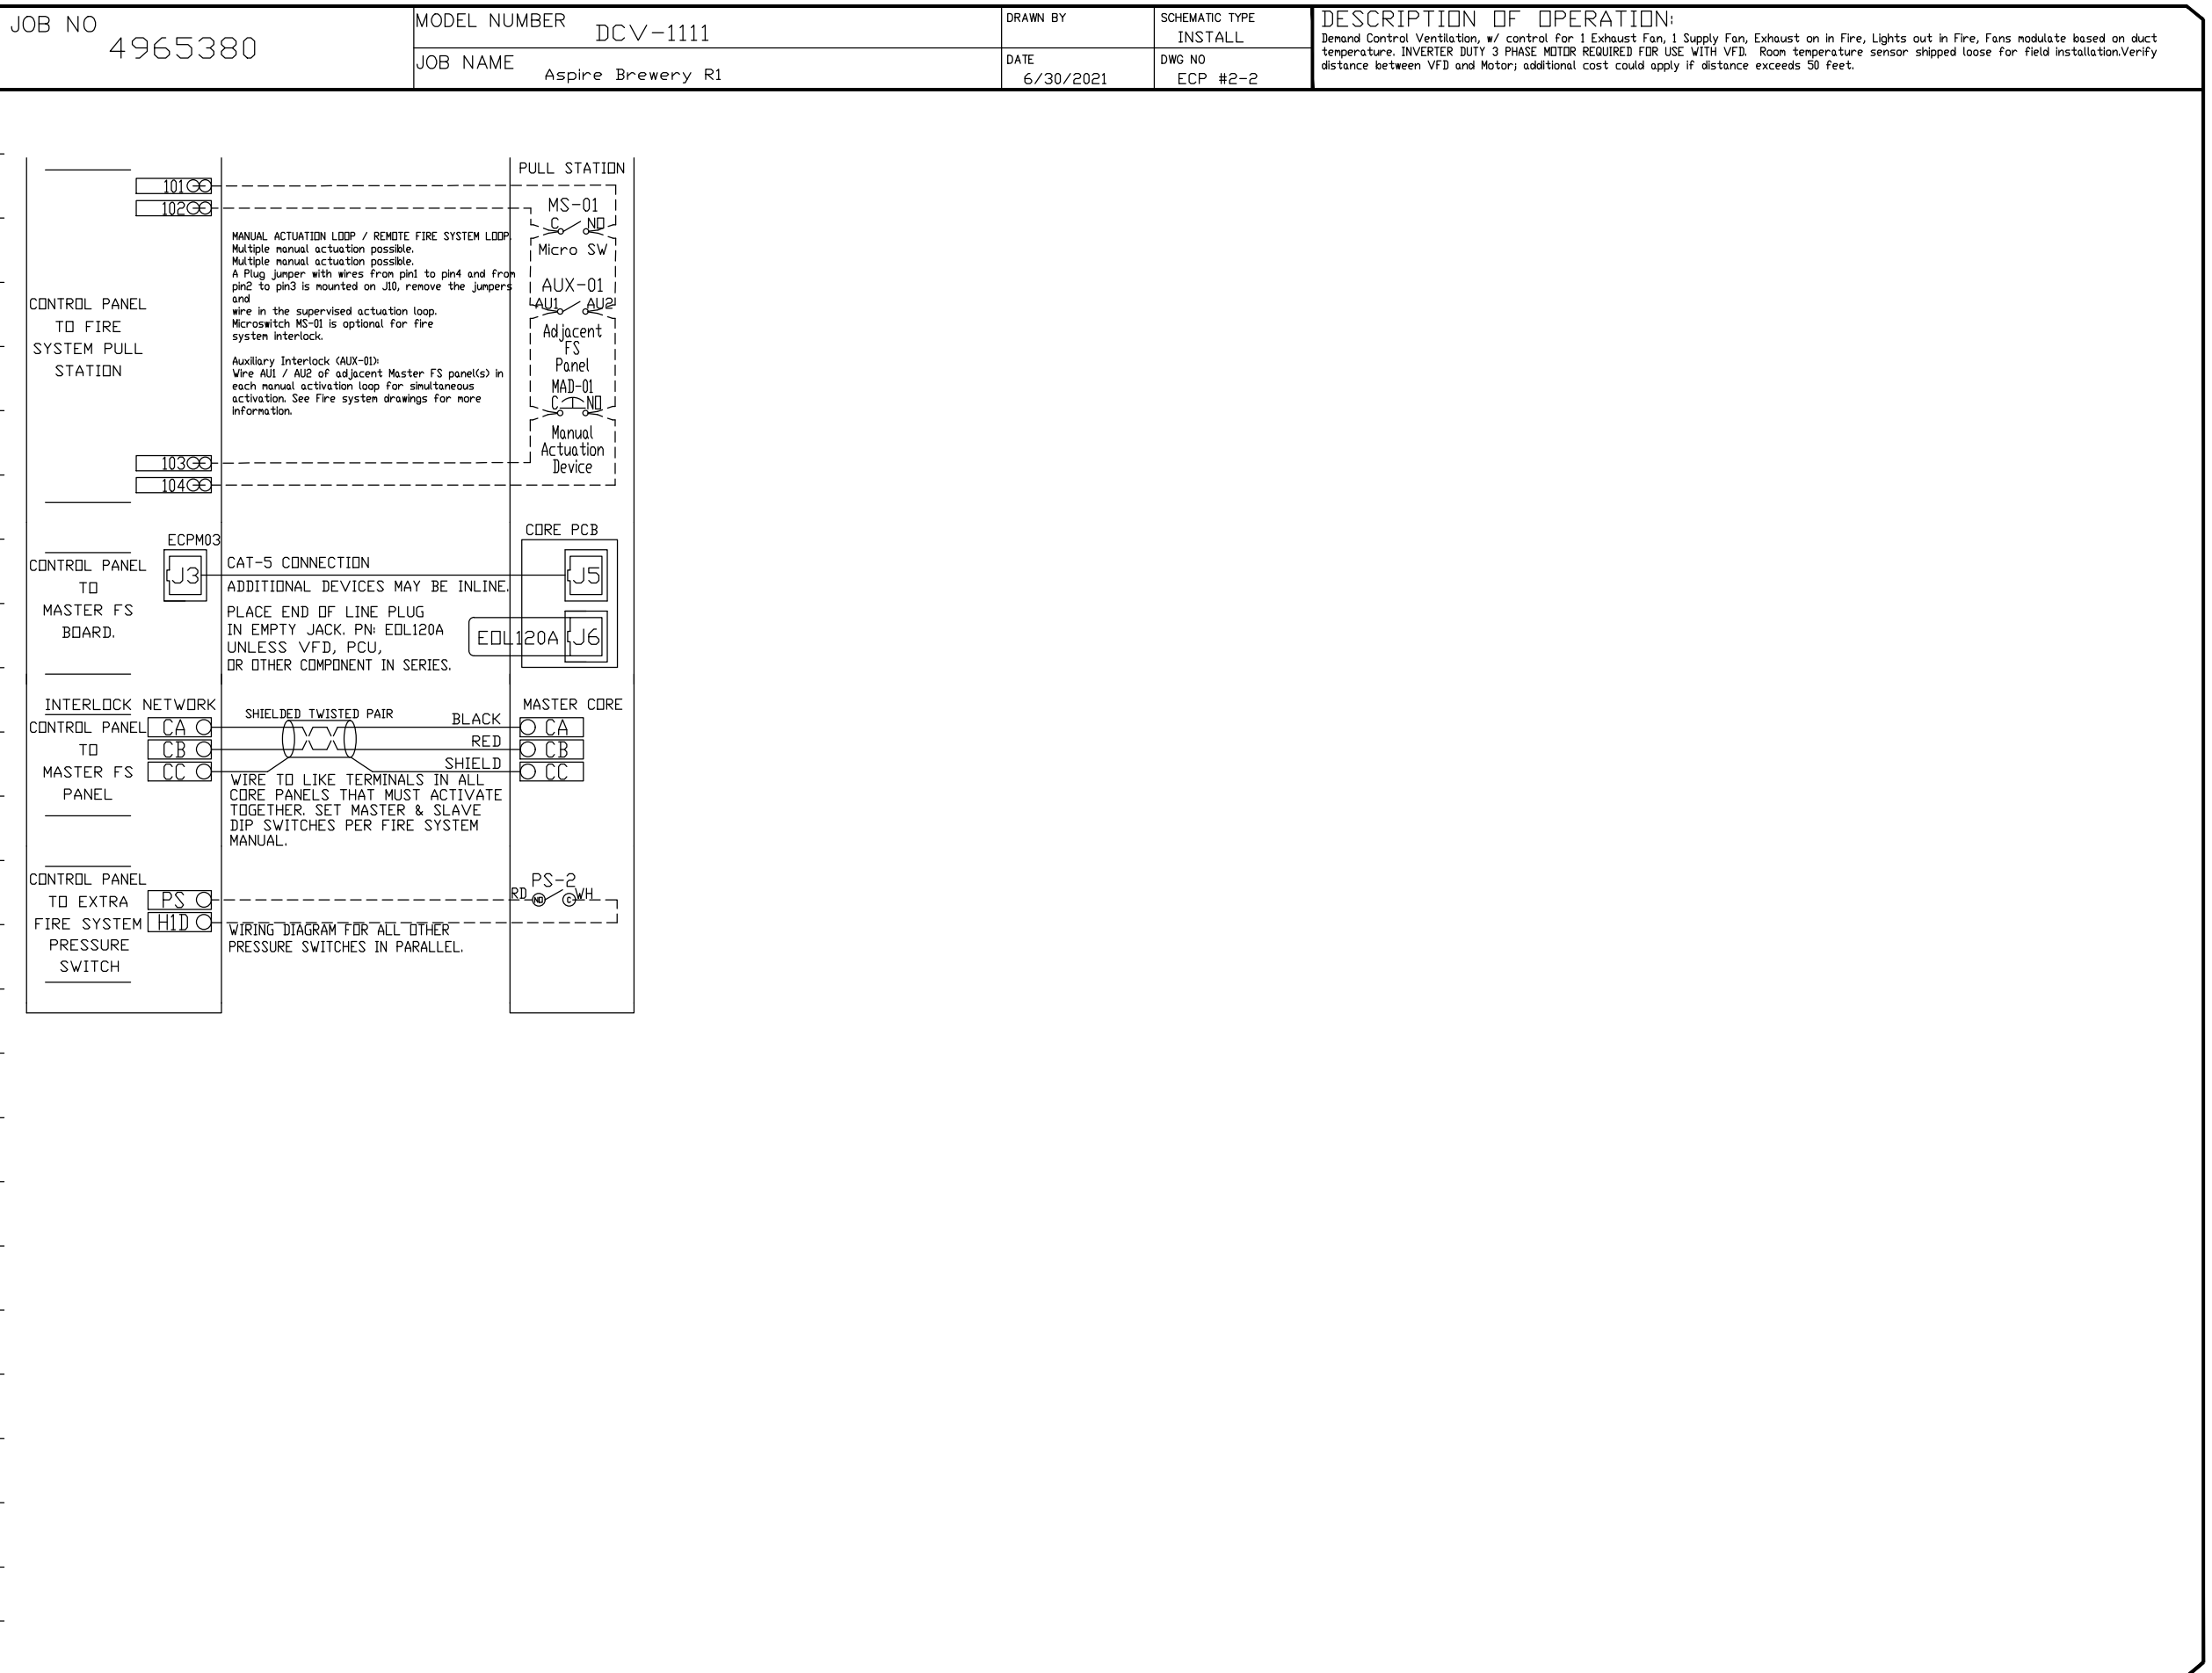 JOB NO
4965380
MODEL NUMBER
DCV-1111
JOB NAME
Aspire Brewery R1
DRAWN BY
DATE
6/30/2021
SCHEMATIC TYPE
INSTALL
DWG NO
ECP #2-2
DESCRIPTION OF OPERATION:
Demand Control Ventilation, w/ control for 1 Exhaust Fan, 1 Supply Fan, Exhaust on in Fire, Lights out in Fire, Fans modulate based on duct
temperature. INVERTER DUTY 3 PHASE MOTOR REQUIRED FOR USE WITH VFD. Room temperature sensor shipped loose for field installation.Verify
distance between VFD and Motor; additional cost could apply if distance exceeds 50 feet.
CONTROL PANEL
TO FIRE
SYSTEM PULL
STATION
101
102
103
104
MANUAL ACTUATION LOOP / REMOTE FIRE SYSTEM LOOP.
Multiple manual actuation possible.
Multiple manual actuation possible.
A Plug jumper with wires from pin1 to pin4 and from
pin2 to pin3 is mounted on J10, remove the jumpers
and
wire in the supervised actuation loop.
Microswitch MS-01 is optional for fire
system interlock.
Auxiliary Interlock (AUX-01):
Wire AU1 / AU2 of adjacent Master FS panel(s) in
each manual activation loop for simultaneous
activation. See Fire system drawings for more
information.
PULL STATION
MS-01
C NO
Micro SW
AUX-01
AU1 AU2
Adjacent
FS
Panel
MAD-01
C NO
Manual
Actuation
Device
CONTROL PANEL
TO
MASTER FS
BOARD.
ECPM03
J3
CAT-5 CONNECTION
ADDITIONAL DEVICES MAY BE INLINE.
PLACE END OF LINE PLUG
IN EMPTY JACK. PN: EOL120A
UNLESS VFD, PCU,
OR OTHER COMPONENT IN SERIES.
CORE PCB
J5
EOL120A J6
INTERLOCK NETWORK
CONTROL PANEL
TO
MASTER FS
PANEL
CA
CB
CC
SHIELDED TWISTED PAIR
BLACK
RED
SHIELD
WIRE TO LIKE TERMINALS IN ALL
CORE PANELS THAT MUST ACTIVATE
TOGETHER. SET MASTER & SLAVE
DIP SWITCHES PER FIRE SYSTEM
MANUAL.
MASTER CORE
CA
CB
CC
CONTROL PANEL
TO EXTRA
FIRE SYSTEM
PRESSURE
SWITCH
PS
H1D
WIRING DIAGRAM FOR ALL OTHER
PRESSURE SWITCHES IN PARALLEL.
PS-2
RD NO C WH